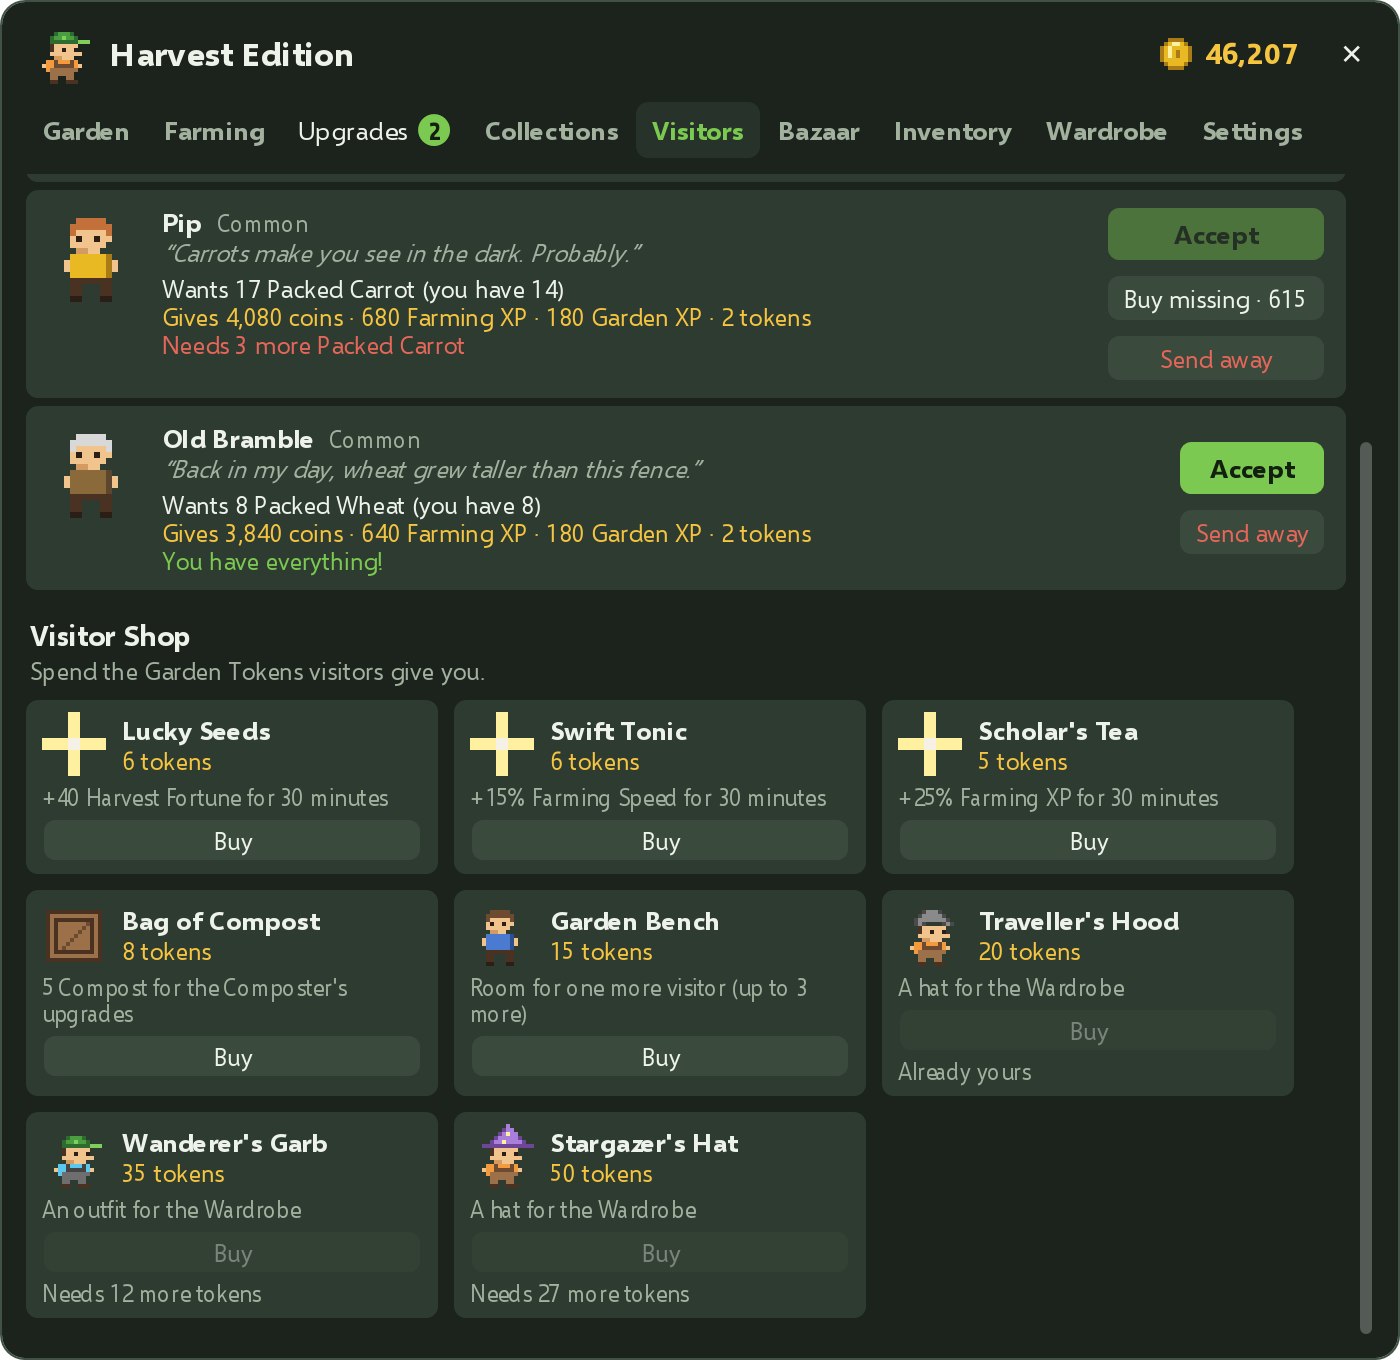 Harvest Edition
46,207
×
Garden Farming Upgrades 2 Collections Visitors Bazaar Inventory Wardrobe Settings
Pip Common
“Carrots make you see in the dark. Probably.”
Wants 17 Packed Carrot (you have 14)
Gives 4,080 coins · 680 Farming XP · 180 Garden XP · 2 tokens
Needs 3 more Packed Carrot
Accept
Buy missing · 615
Send away
Old Bramble Common
“Back in my day, wheat grew taller than this fence.”
Wants 8 Packed Wheat (you have 8)
Gives 3,840 coins · 640 Farming XP · 180 Garden XP · 2 tokens
You have everything!
Accept
Send away
Visitor Shop
Spend the Garden Tokens visitors give you.
Lucky Seeds
6 tokens
+40 Harvest Fortune for 30 minutes
Buy
Swift Tonic
6 tokens
+15% Farming Speed for 30 minutes
Buy
Scholar's Tea
5 tokens
+25% Farming XP for 30 minutes
Buy
Bag of Compost
8 tokens
5 Compost for the Composter's
upgrades
Buy
Garden Bench
15 tokens
Room for one more visitor (up to 3
more)
Buy
Traveller's Hood
20 tokens
A hat for the Wardrobe
Buy
Already yours
Wanderer's Garb
35 tokens
An outfit for the Wardrobe
Buy
Needs 12 more tokens
Stargazer's Hat
50 tokens
A hat for the Wardrobe
Buy
Needs 27 more tokens